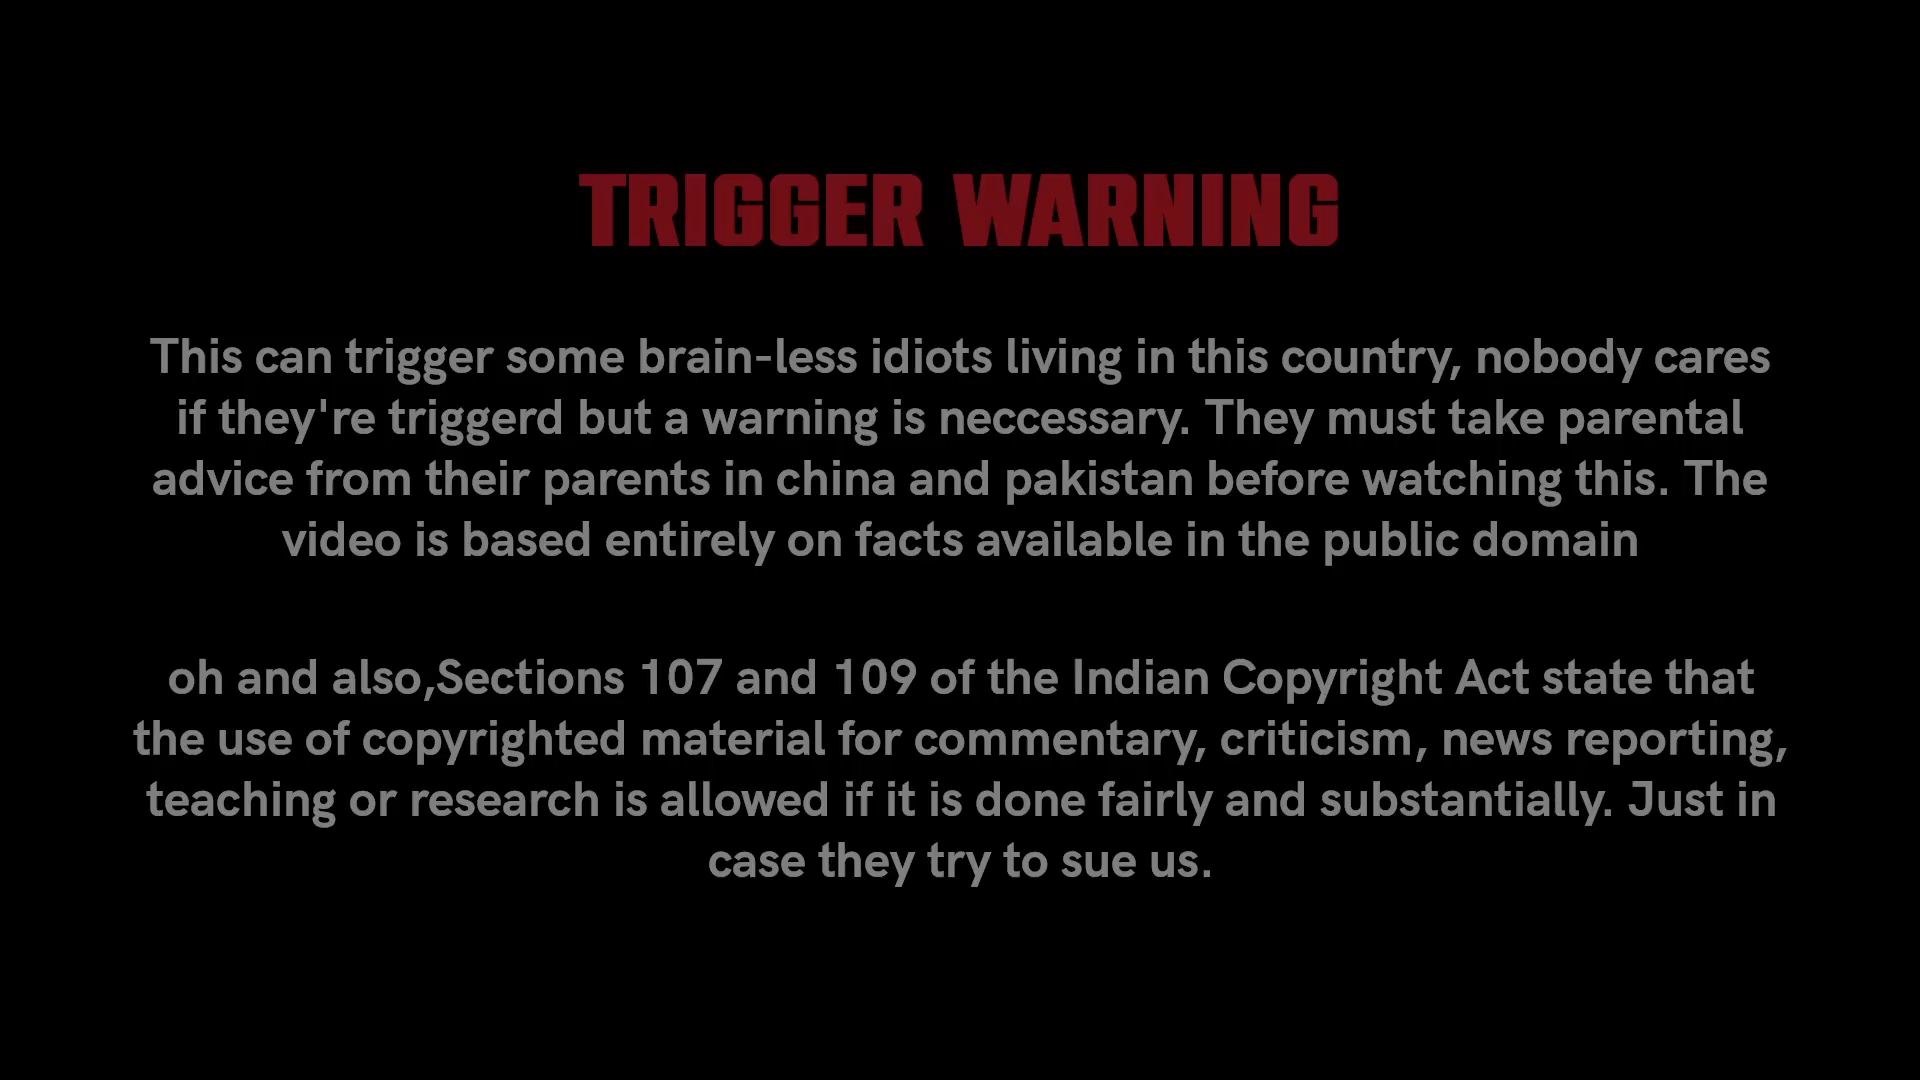 TRIGGER WARNING
This can trigger some brain-less idiots living in this country, nobody cares
if they're triggerd but a warning is neccessary. They must take parental
advice from their parents in china and pakistan before watching this. The
video is based entirely on facts available in the public domain
oh and also,Sections 107 and 109 of the Indian Copyright Act state that
the use of copyrighted material for commentary, criticism, news reporting,
teaching or research is allowed if it is done fairly and substantially. Just in
case they try to sue us.